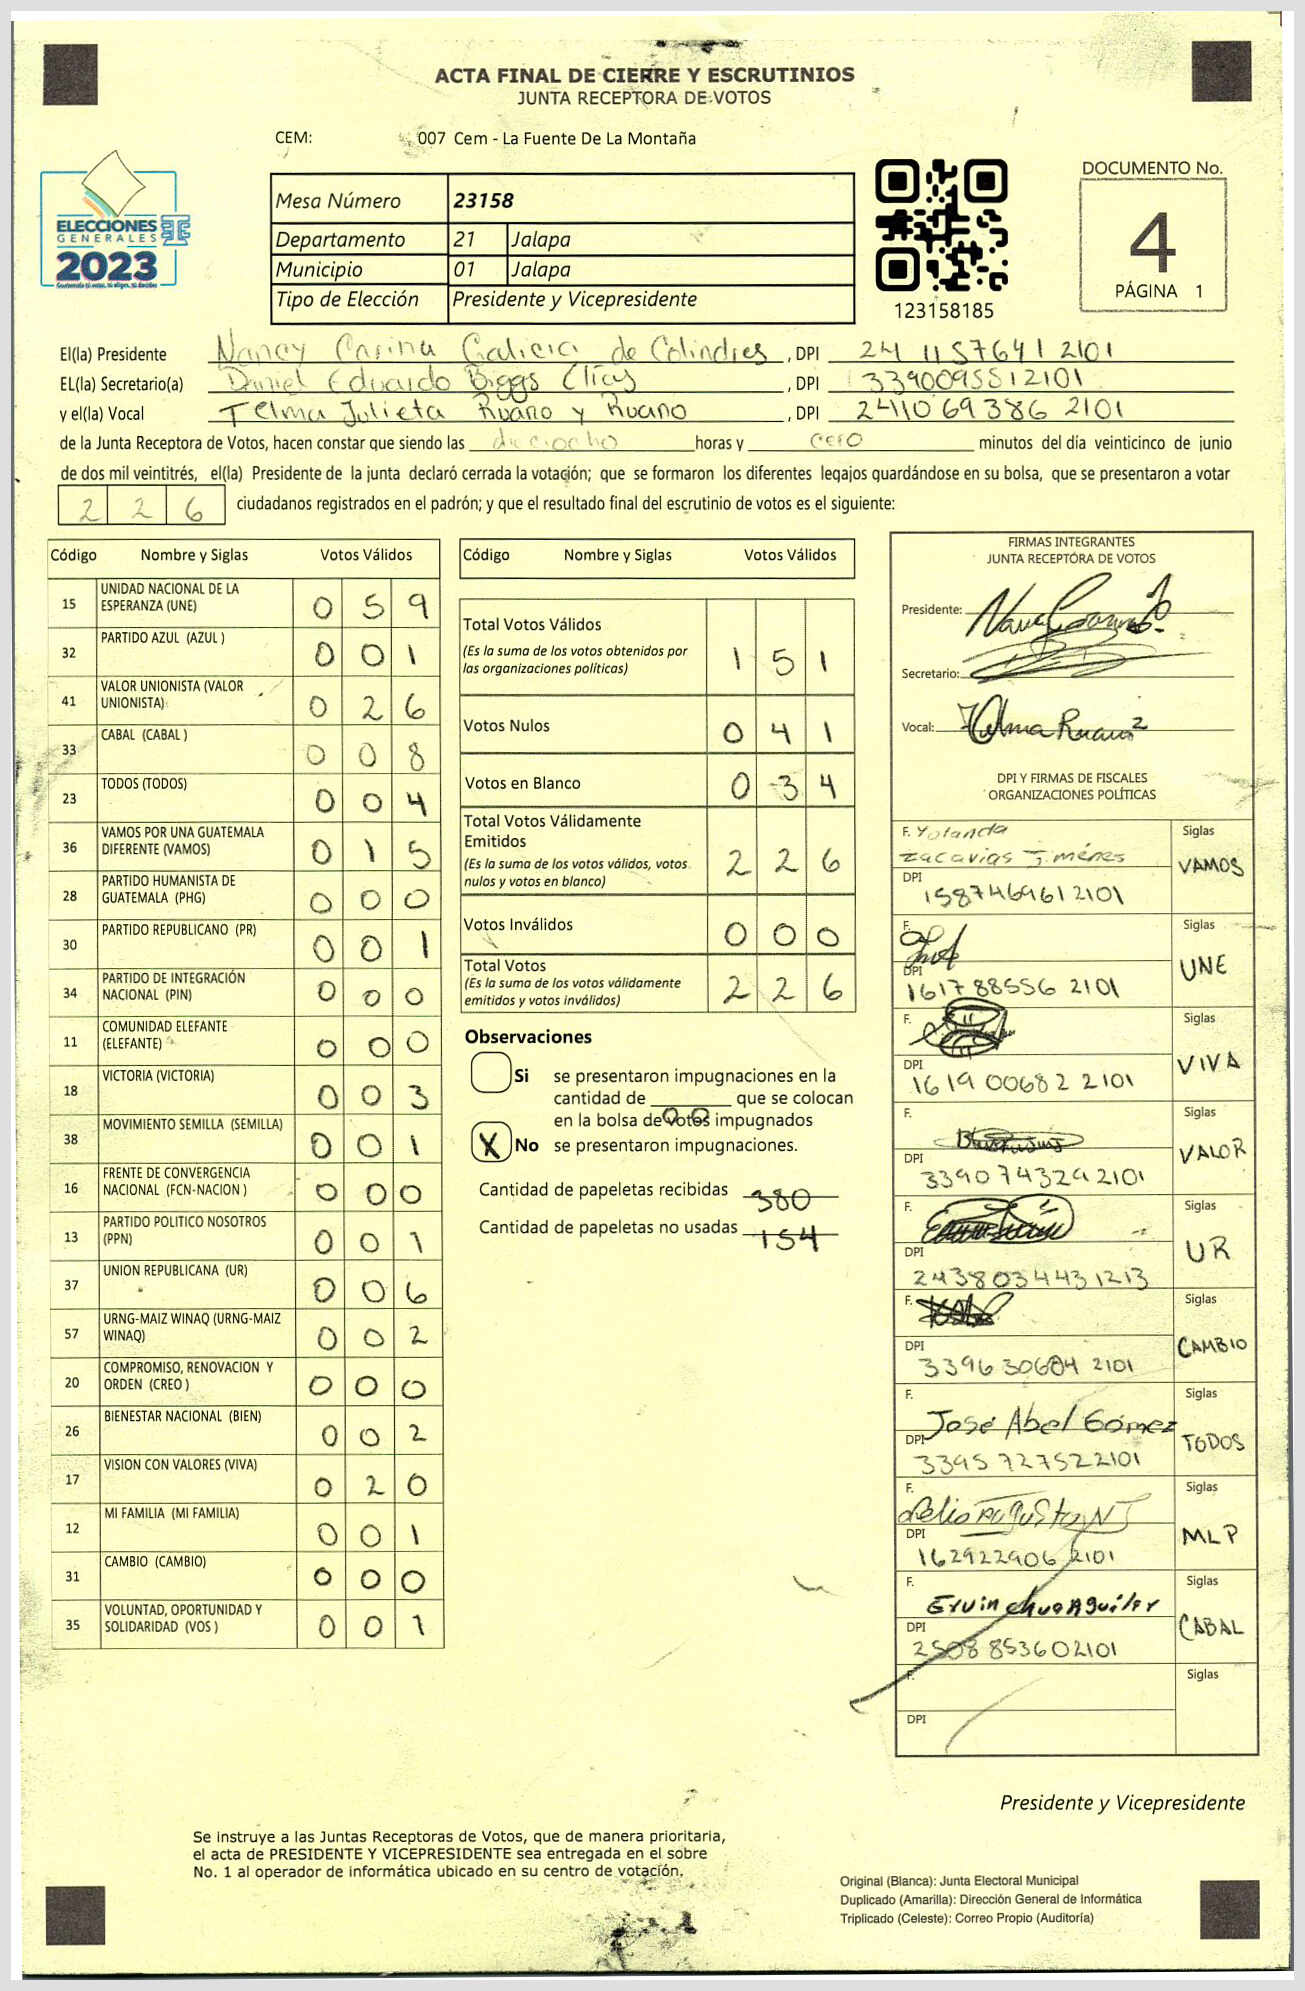 ACTA FINAL DE CIERRE Y ESCRUTINIOS
JUNTA RECEPTORA DE VOTOS
CEM: 007 Cem - La Fuente De La Montaña
ELECCIONES
GENERALES
2023
Mesa Número 23158
Departamento 21 Jalapa
Municipio 01 Jalapa
Tipo de Elección Presidente y Vicepresidente
123158185
DOCUMENTO No.
4
PÁGINA 1
El(la) Presidente Nancy Carina Galicia de Colindres , DPI 24 11576412101
EL(la) Secretario(a) Daniel Eduardo Biggs Elías , DPI 3390095512101
y el(la) Vocal Telma Julieta Ruano y Ruano , DPI 2411069386 2101
de la Junta Receptora de Votos, hacen constar que siendo las dieciocho horas y cero minutos del día veinticinco de junio
de dos mil veintitrés, el(la) Presidente de la junta declaró cerrada la votación; que se formaron los diferentes legajos guardándose en su bolsa, que se presentaron a votar
2 2 6 ciudadanos registrados en el padrón; y que el resultado final del escrutinio de votos es el siguiente:
Código Nombre y Siglas Votos Válidos
15 UNIDAD NACIONAL DE LA ESPERANZA (UNE) 0 5 9
32 PARTIDO AZUL (AZUL ) 0 0 1
41 VALOR UNIONISTA (VALOR UNIONISTA) 0 2 6
33 CABAL (CABAL ) 0 0 8
23 TODOS (TODOS) 0 0 4
36 VAMOS POR UNA GUATEMALA DIFERENTE (VAMOS) 0 1 5
28 PARTIDO HUMANISTA DE GUATEMALA (PHG) 0 0 0
30 PARTIDO REPUBLICANO (PR) 0 0 1
34 PARTIDO DE INTEGRACIÓN NACIONAL (PIN) 0 0 0
11 COMUNIDAD ELEFANTE (ELEFANTE) 0 0 0
18 VICTORIA (VICTORIA) 0 0 3
38 MOVIMIENTO SEMILLA (SEMILLA) 0 0 1
16 FRENTE DE CONVERGENCIA NACIONAL (FCN-NACION ) 0 0 0
13 PARTIDO POLITICO NOSOTROS (PPN) 0 0 1
37 UNION REPUBLICANA (UR) 0 0 6
57 URNG-MAIZ WINAQ (URNG-MAIZ WINAQ) 0 0 2
20 COMPROMISO, RENOVACION Y ORDEN (CREO ) 0 0 0
26 BIENESTAR NACIONAL (BIEN) 0 0 2
17 VISION CON VALORES (VIVA) 0 2 0
12 MI FAMILIA (MI FAMILIA) 0 0 1
31 CAMBIO (CAMBIO) 0 0 0
35 VOLUNTAD, OPORTUNIDAD Y SOLIDARIDAD (VOS ) 0 0 1
Código Nombre y Siglas Votos Válidos
Total Votos Válidos 1 5 1
(Es la suma de los votos obtenidos por
las organizaciones políticas)
Votos Nulos 0 4 1
Votos en Blanco 0 3 4
Total Votos Válidamente
Emitidos 2 2 6
(Es la suma de los votos válidos, votos
nulos y votos en blanco)
Votos Inválidos 0 0 0
Total Votos 2 2 6
(Es la suma de los votos válidamente
emitidos y votos inválidos)
Observaciones
Si se presentaron impugnaciones en la
cantidad de 00 que se colocan
en la bolsa de votos impugnados
X No se presentaron impugnaciones.
Cantidad de papeletas recibidas 380
Cantidad de papeletas no usadas 154
FIRMAS INTEGRANTES
JUNTA RECEPTORA DE VOTOS
Presidente:
Secretario:
Vocal: Telma Ruano
DPI Y FIRMAS DE FISCALES
ORGANIZACIONES POLÍTICAS
F. Yolanda Siglas
Zacarias Jiménes VAMOS
DPI 1587469612101
F. Siglas UNE
DPI 1617 88556 2101
F. Siglas VIVA
DPI 1619 00682 2101
F. Siglas VALOR
DPI 3390743292101
F. Siglas UR
DPI 2438034431213
F. Siglas CAMBIO
DPI 339630684 2101
F. José Abel Gómez Siglas TODOS
DPI 3395727522101
F. Siglas MLP
DPI 162922906 2101
F. Ervin Siglas CABAL
DPI 2508853602101
F. Siglas
DPI
Presidente y Vicepresidente
Se instruye a las Juntas Receptoras de Votos, que de manera prioritaria,
el acta de PRESIDENTE Y VICEPRESIDENTE sea entregada en el sobre
No. 1 al operador de informática ubicado en su centro de votación.
Original (Blanca): Junta Electoral Municipal
Duplicado (Amarilla): Dirección General de Informática
Triplicado (Celeste): Correo Propio (Auditoría)